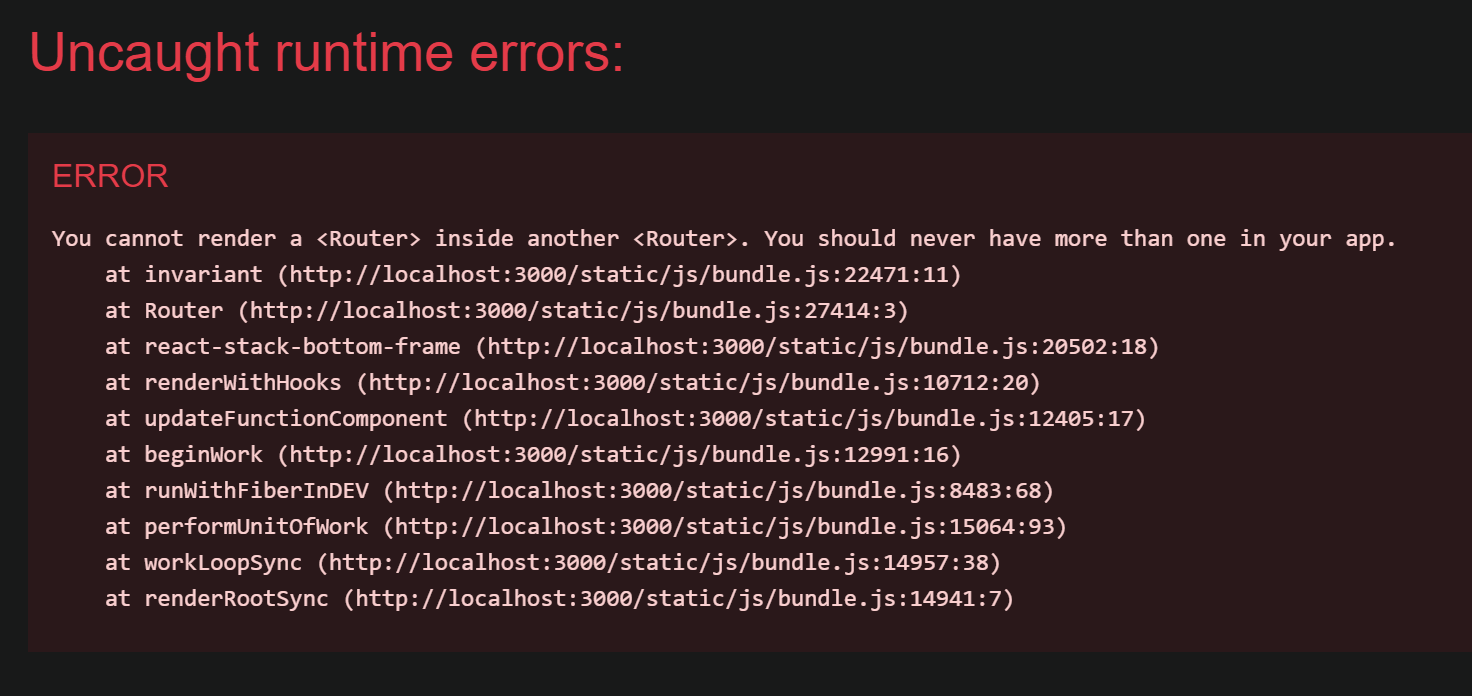 Uncaught runtime errors:
ERROR
You cannot render a <Router> inside another <Router>. You should never have more than one in your app.
at invariant (http://localhost:3000/static/js/bundle.js:22471:11)
at Router (http://localhost:3000/static/js/bundle.js:27414:3)
at react-stack-bottom-frame (http://localhost:3000/static/js/bundle.js:20502:18)
at renderWithHooks (http://localhost:3000/static/js/bundle.js:10712:20)
at updateFunctionComponent (http://localhost:3000/static/js/bundle.js:12405:17)
at beginWork (http://localhost:3000/static/js/bundle.js:12991:16)
at runWithFiberInDEV (http://localhost:3000/static/js/bundle.js:8483:68)
at performUnitOfWork (http://localhost:3000/static/js/bundle.js:15064:93)
at workLoopSync (http://localhost:3000/static/js/bundle.js:14957:38)
at renderRootSync (http://localhost:3000/static/js/bundle.js:14941:7)